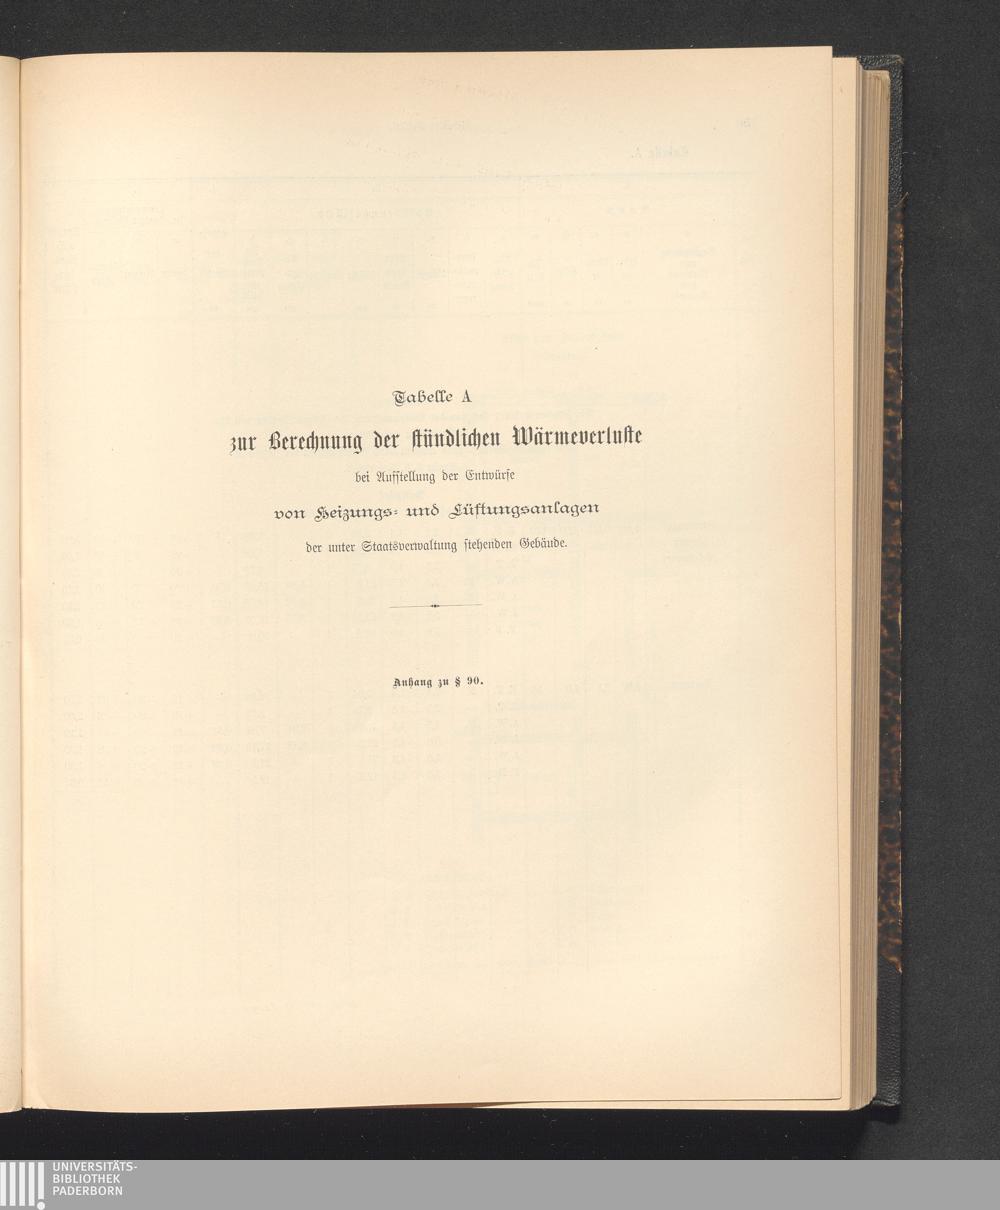 Tabelle A
zur Berechnung der stündlichen Wärmeverluste
bei Aufstellung der Entwürfe
von Heizungs- und Lüftungsanlagen
der unter Staatsverwaltung stehenden Gebäude.
Anhang zu § 90.
UNIVERSITÄTS-
BIBLIOTHEK
PADERBORN